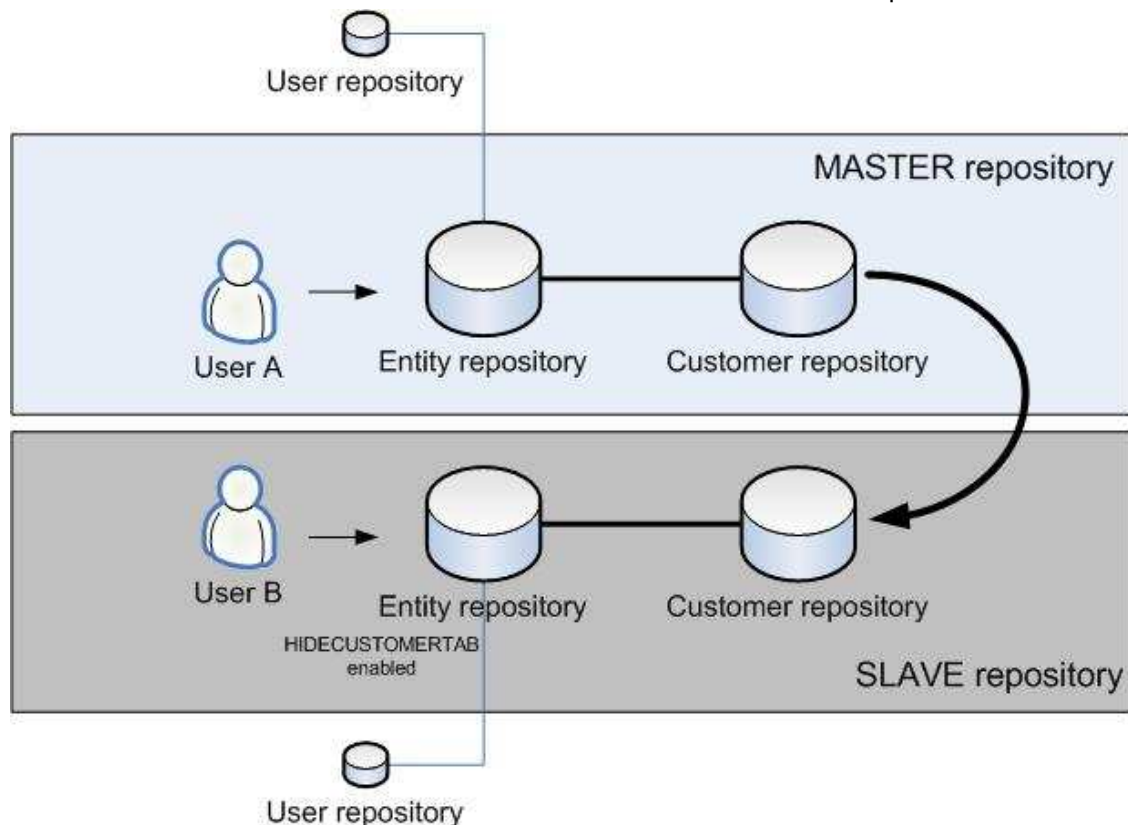 User repository
MASTER repository
User A
Entity repository
Customer repository
User B
Entity repository
Customer repository
HIDECUSTOMERTAB
enabled
SLAVE repository
User repository